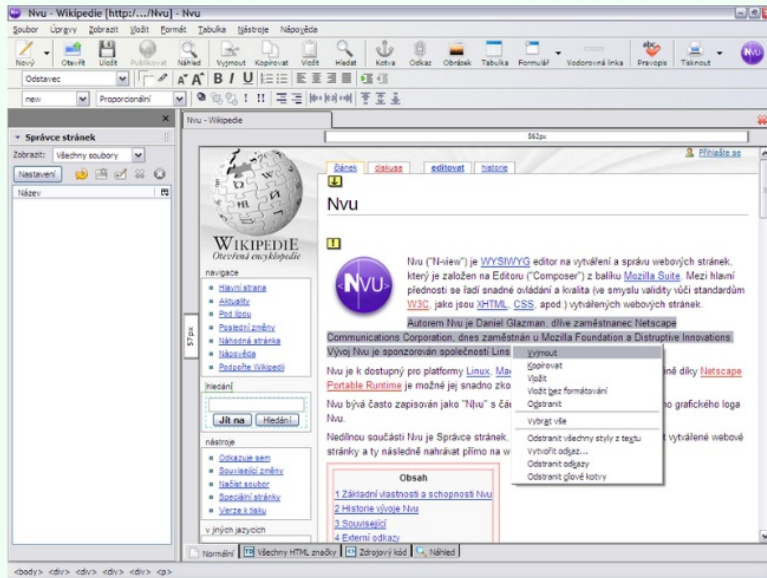 Nvu - Wikipedie [http:/.../Nvu] - Nvu
Soubor Úpravy Zobrazit Vložit Formát Tabulka Nástroje Nápověda
Nový Otevřít Uložit Publikovat Náhled Vyjmout Kopírovat Vložit Hledat Kotva Odkaz Obrázek Tabulka Formulář Vodorovná linka Pravopis Tisknout
Odstavec
B I U
new Proporcionální
Nvu - Wikipedie
Správce stránek
562px
Zobrazit: Všechny soubory
Nastavení
Název
57px
Přihlašte se
článek diskuse editovat historie
Nvu
WIKIPEDIE
Otevřená encyklopedie
navigace
Hlavní strana
Aktuality
Pod lípou
Poslední změny
Náhodná stránka
Nápověda
Podpořte Wikipedii
hledání
Jít na Hledání
nástroje
Odkazuje sem
Související změny
Načíst soubor
Speciální stránky
Verze k tisku
v jiných jazycích
NVU
Nvu ("N-view") je WYSIWYG editor na vytváření a správu webových stránek,
který je založen na Editoru ("Composer") z balíku Mozilla Suite. Mezi hlavní
přednosti se řadí snadné ovládání a kvalita (ve smyslu validity vůči standardům
W3C, jako jsou XHTML, CSS, apod.) vytvářených webových stránek.
Autorem Nvu je Daniel Glazman, dříve zaměstnanec Netscape
Communications Corporation, dnes zaměstnán u Mozilla Foundation a Distruptive Innovations.
Vývoj Nvu je sponzorován společností Lins
Nvu je k dostupný pro platformy Linux, Mac
ně díky Netscape
Portable Runtime je možné jej snadno zko
Nvu bývá často zapisován jako "N|vu" s čá
ho grafického loga
Nvu.
Nedílnou součásti Nvu je Správce stránek,
t vytvářené webové
stránky a ty následně nahrávat přímo na w
Vyjmout
Kopírovat
Vložit
Vložit bez formátování
Odstranit
Vybrat vše
Odstranit všechny styly z textu
Vytvořit odkaz...
Odstranit odkazy
Odstranit cílové kotvy
Obsah
1 Základní vlastnosti a schopnosti Nvu
2 Historie vývoje Nvu
3 Související
4 Externí odkazy
Normální Všechny HTML značky Zdrojový kód Náhled
<body> <div> <div> <div> <div> <p>